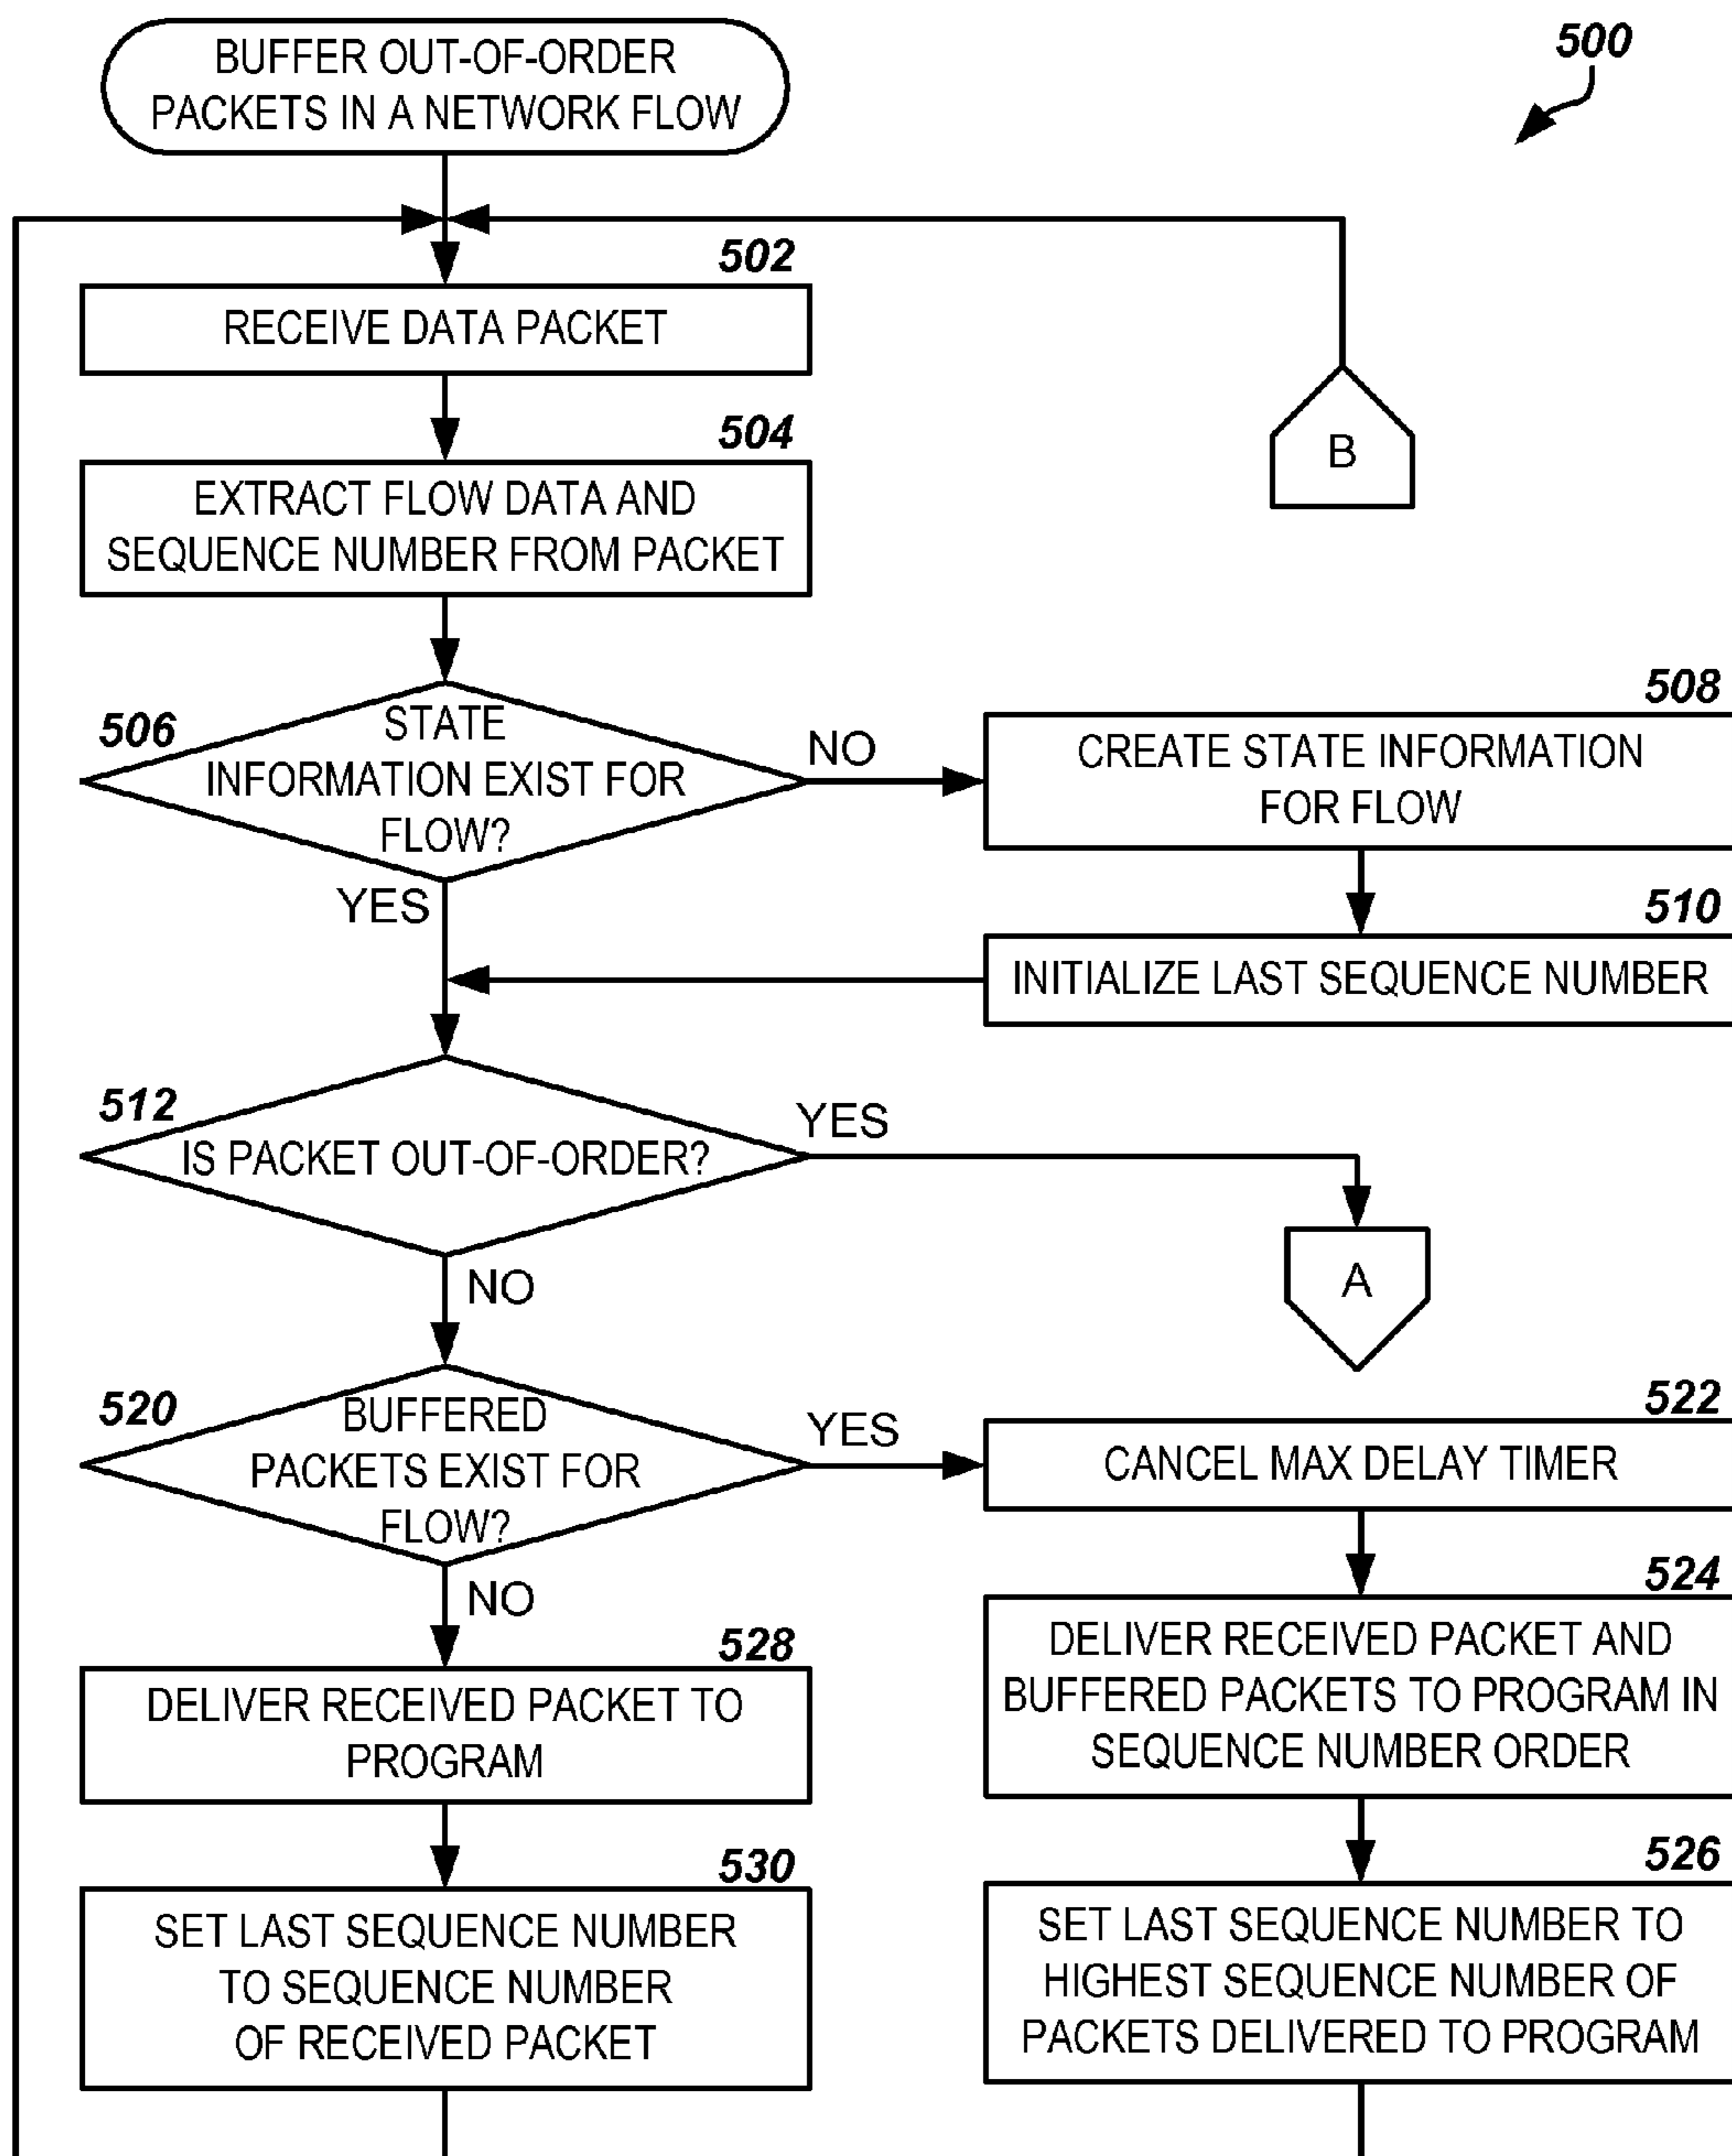 BUFFER OUT-OF-ORDER
PACKETS IN A NETWORK FLOW
500
502
RECEIVE DATA PACKET
504
EXTRACT FLOW DATA AND
SEQUENCE NUMBER FROM PACKET
B
506
STATE
INFORMATION EXIST FOR
FLOW?
NO
YES
508
CREATE STATE INFORMATION
FOR FLOW
510
INITIALIZE LAST SEQUENCE NUMBER
512
IS PACKET OUT-OF-ORDER?
YES
NO
A
520
BUFFERED
PACKETS EXIST FOR
FLOW?
YES
NO
522
CANCEL MAX DELAY TIMER
524
DELIVER RECEIVED PACKET AND
BUFFERED PACKETS TO PROGRAM IN
SEQUENCE NUMBER ORDER
528
DELIVER RECEIVED PACKET TO
PROGRAM
530
SET LAST SEQUENCE NUMBER
TO SEQUENCE NUMBER
OF RECEIVED PACKET
526
SET LAST SEQUENCE NUMBER TO
HIGHEST SEQUENCE NUMBER OF
PACKETS DELIVERED TO PROGRAM